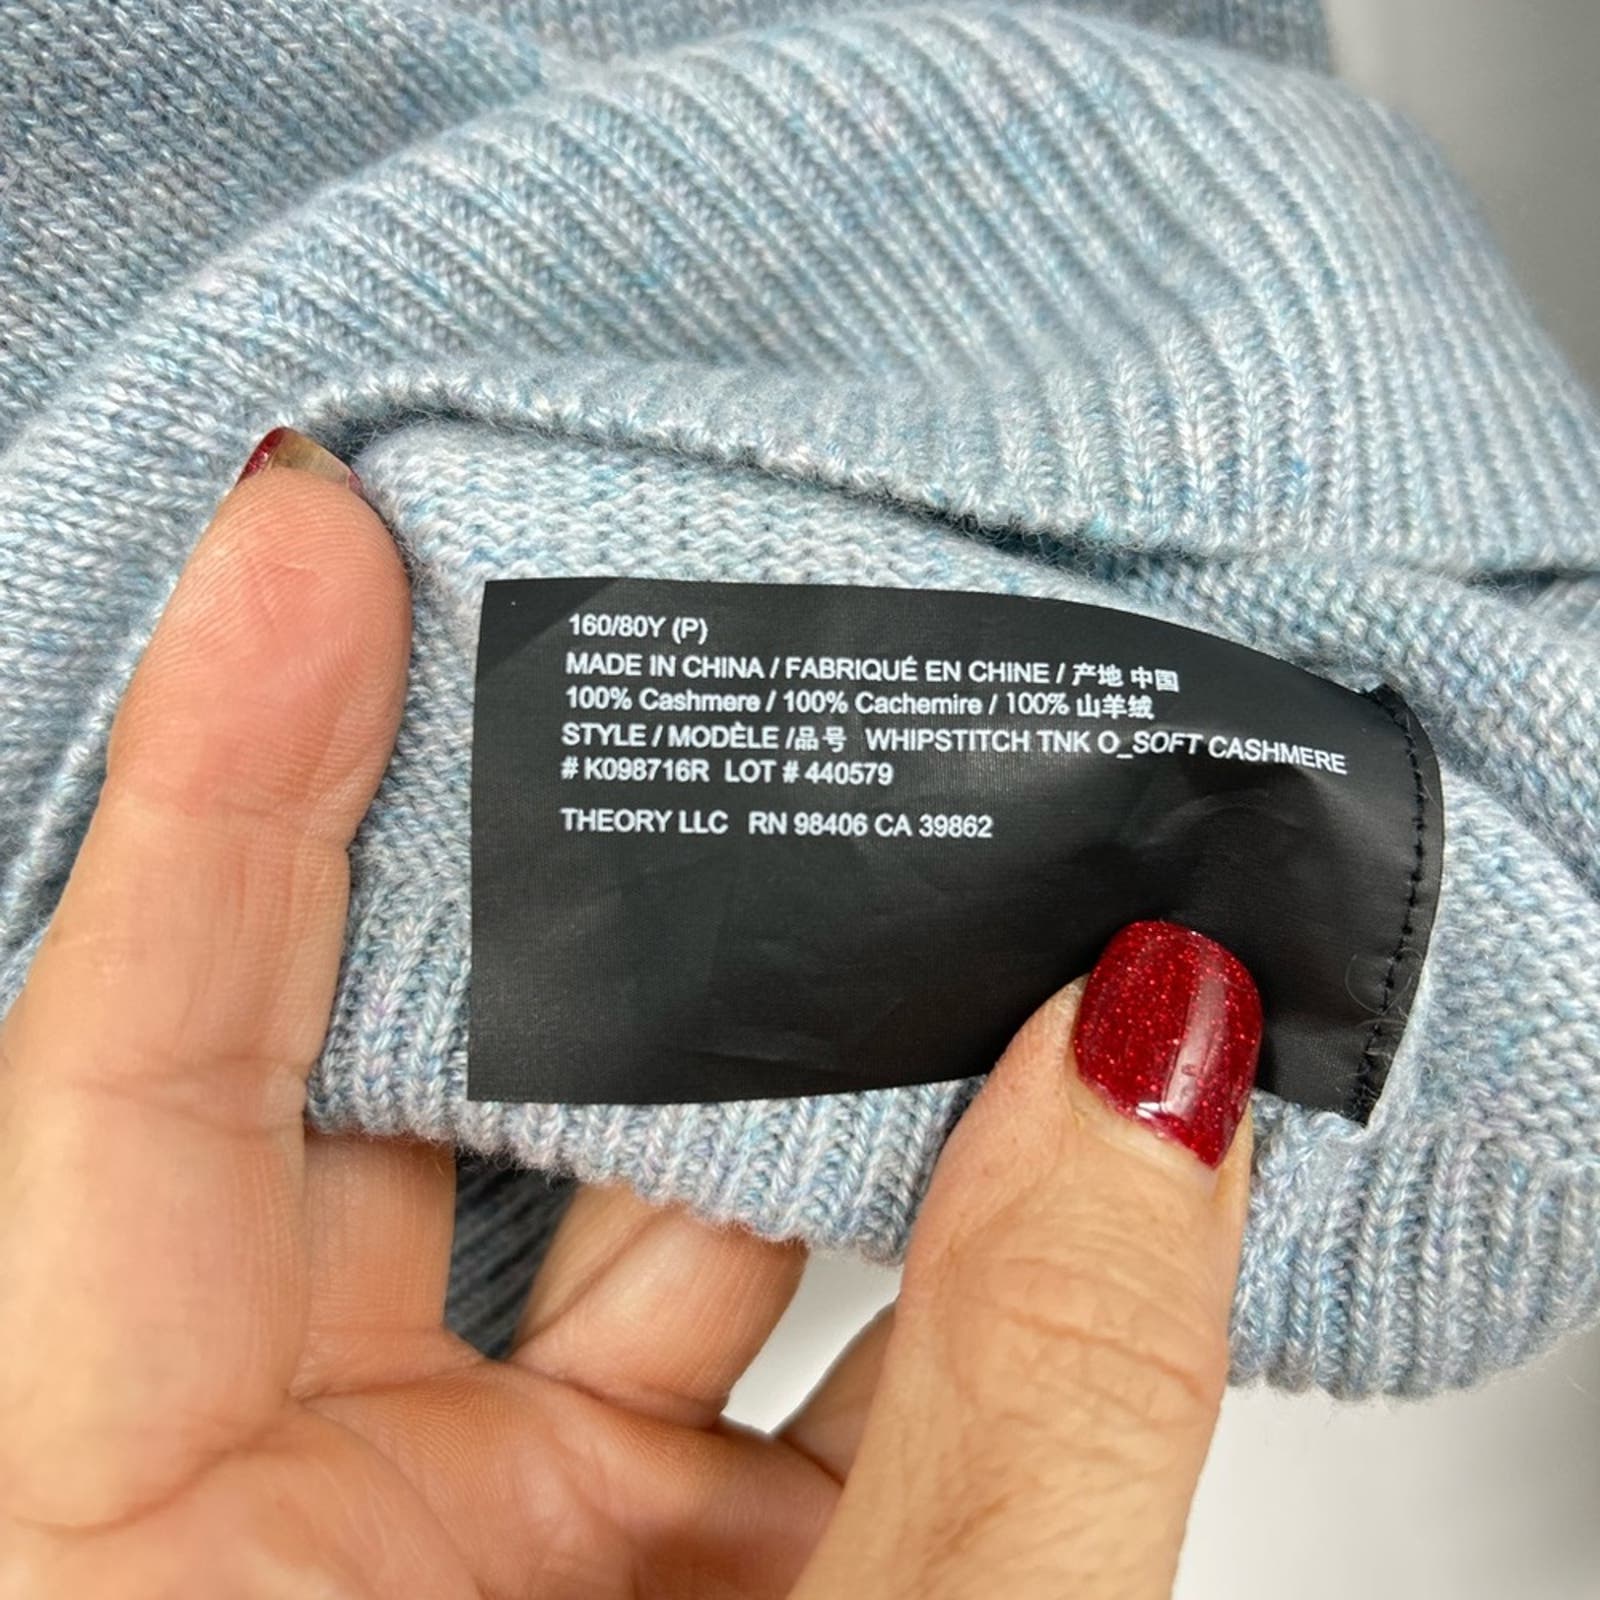 160/80Y (P)
MADE IN CHINA / FABRIQUÉ EN CHINE / 产地 中国
100% Cashmere / 100% Cachemire / 100% 山羊绒
STYLE / MODÈLE /品号 WHIPSTITCH TNK O_SOFT CASHMERE
# K098716R LOT # 440579
THEORY LLC RN 98406 CA 39862